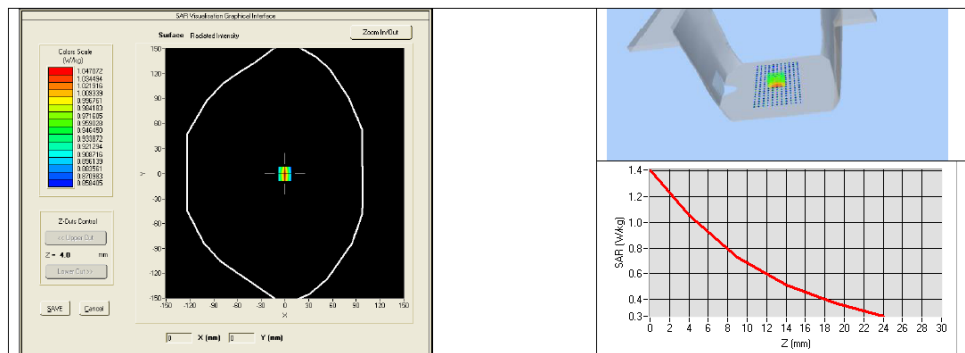 SAR Visualisation Graphical Interface
Surface Radiated Intensity
Zoom In/Out
Colors Scale
(W/kg)
1.047072
1.034494
1.021916
1.009339
0.996761
0.984183
0.971605
0.959028
0.946450
0.933872
0.921294
0.908716
0.896139
0.883561
0.870983
0.858405
Z-Cuts Control
<< Upper Cut
Z = 4.0 mm
Lower Cut>>
SAVE Cancel
150
120
90
60
30
0
-30
-60
-90
-120
-150
Y
-150 -120 -90 -60 -30 0 30 60 90 120 150
X
0 X (mm) 0 Y (mm)
1.4
1.2
1.0
0.8
0.6
0.4
0.3
SAR (W/kg)
0 2 4 6 8 10 12 14 16 18 20 22 24 26 28 30
Z (mm)